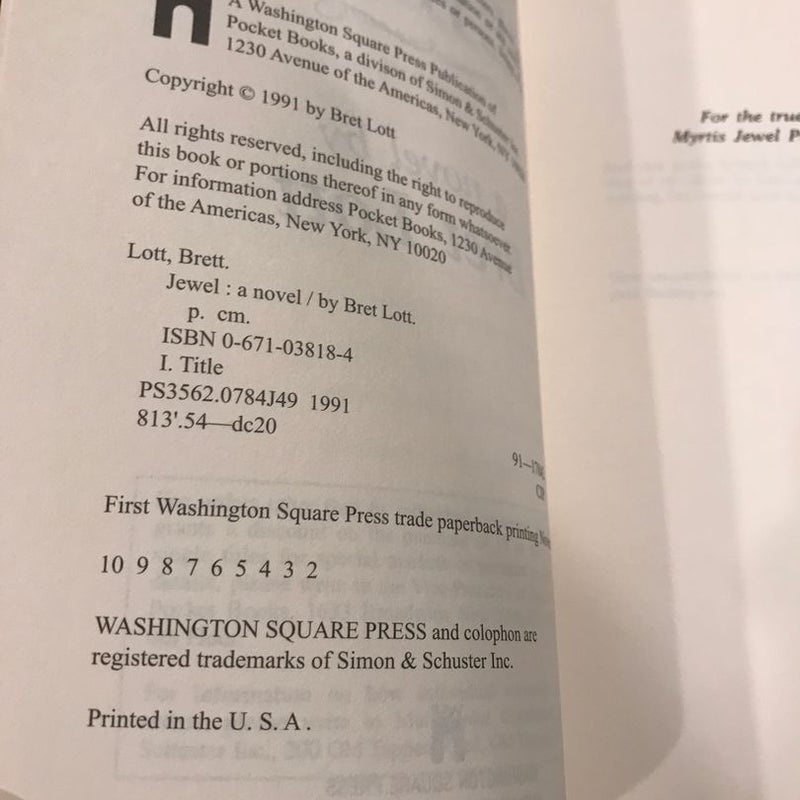 A Washington Square Press Publication of
Pocket Books, a divison of Simon & Schuster
1230 Avenue of the Americas, New York, NY
Copyright © 1991 by Bret Lott
All rights reserved, including the right to reproduce
this book or portions thereof in any form whatsoever.
For information address Pocket Books, 1230 Avenue
of the Americas, New York, NY 10020
Lott, Brett.
Jewel : a novel / by Bret Lott.
p. cm.
ISBN 0-671-03818-4
I. Title
PS3562.0784J49 1991
813'.54—dc20
First Washington Square Press trade paperback printing
10 9 8 7 6 5 4 3 2
WASHINGTON SQUARE PRESS and colophon are
registered trademarks of Simon & Schuster Inc.
Printed in the U. S. A .
For the true
Myrtis Jewel P